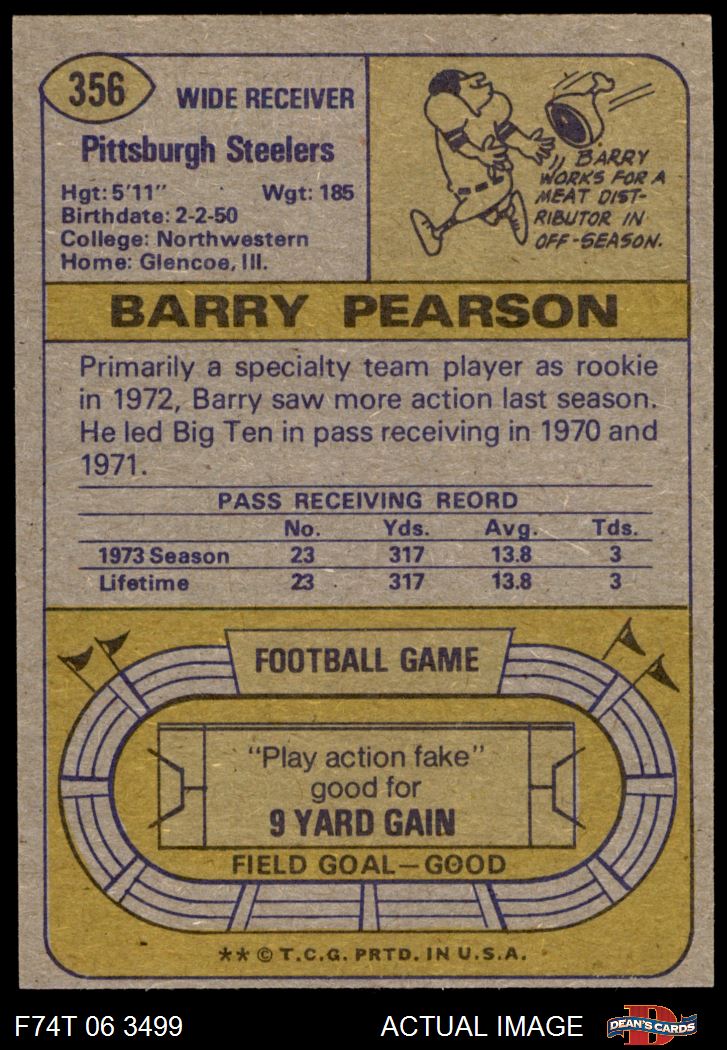 356
WIDE RECEIVER
Pittsburgh Steelers
Hgt: 5'11" Wgt: 185
Birthdate: 2-2-50
College: Northwestern
Home: Glencoe, Ill.
BARRY
WORKS FOR A
MEAT DIST-
RIBUTOR IN
OFF-SEASON.
BARRY PEARSON
Primarily a specialty team player as rookie
in 1972, Barry saw more action last season.
He led Big Ten in pass receiving in 1970 and
1971.
PASS RECEIVING REORD
No. Yds. Avg. Tds.
1973 Season 23 317 13.8 3
Lifetime 23 317 13.8 3
FOOTBALL GAME
"Play action fake"
good for
9 YARD GAIN
FIELD GOAL—GOOD
** © T.C.G. PRTD. IN U.S.A.
F74T 06 3499 ACTUAL IMAGE
D
DEAN'S CARDS